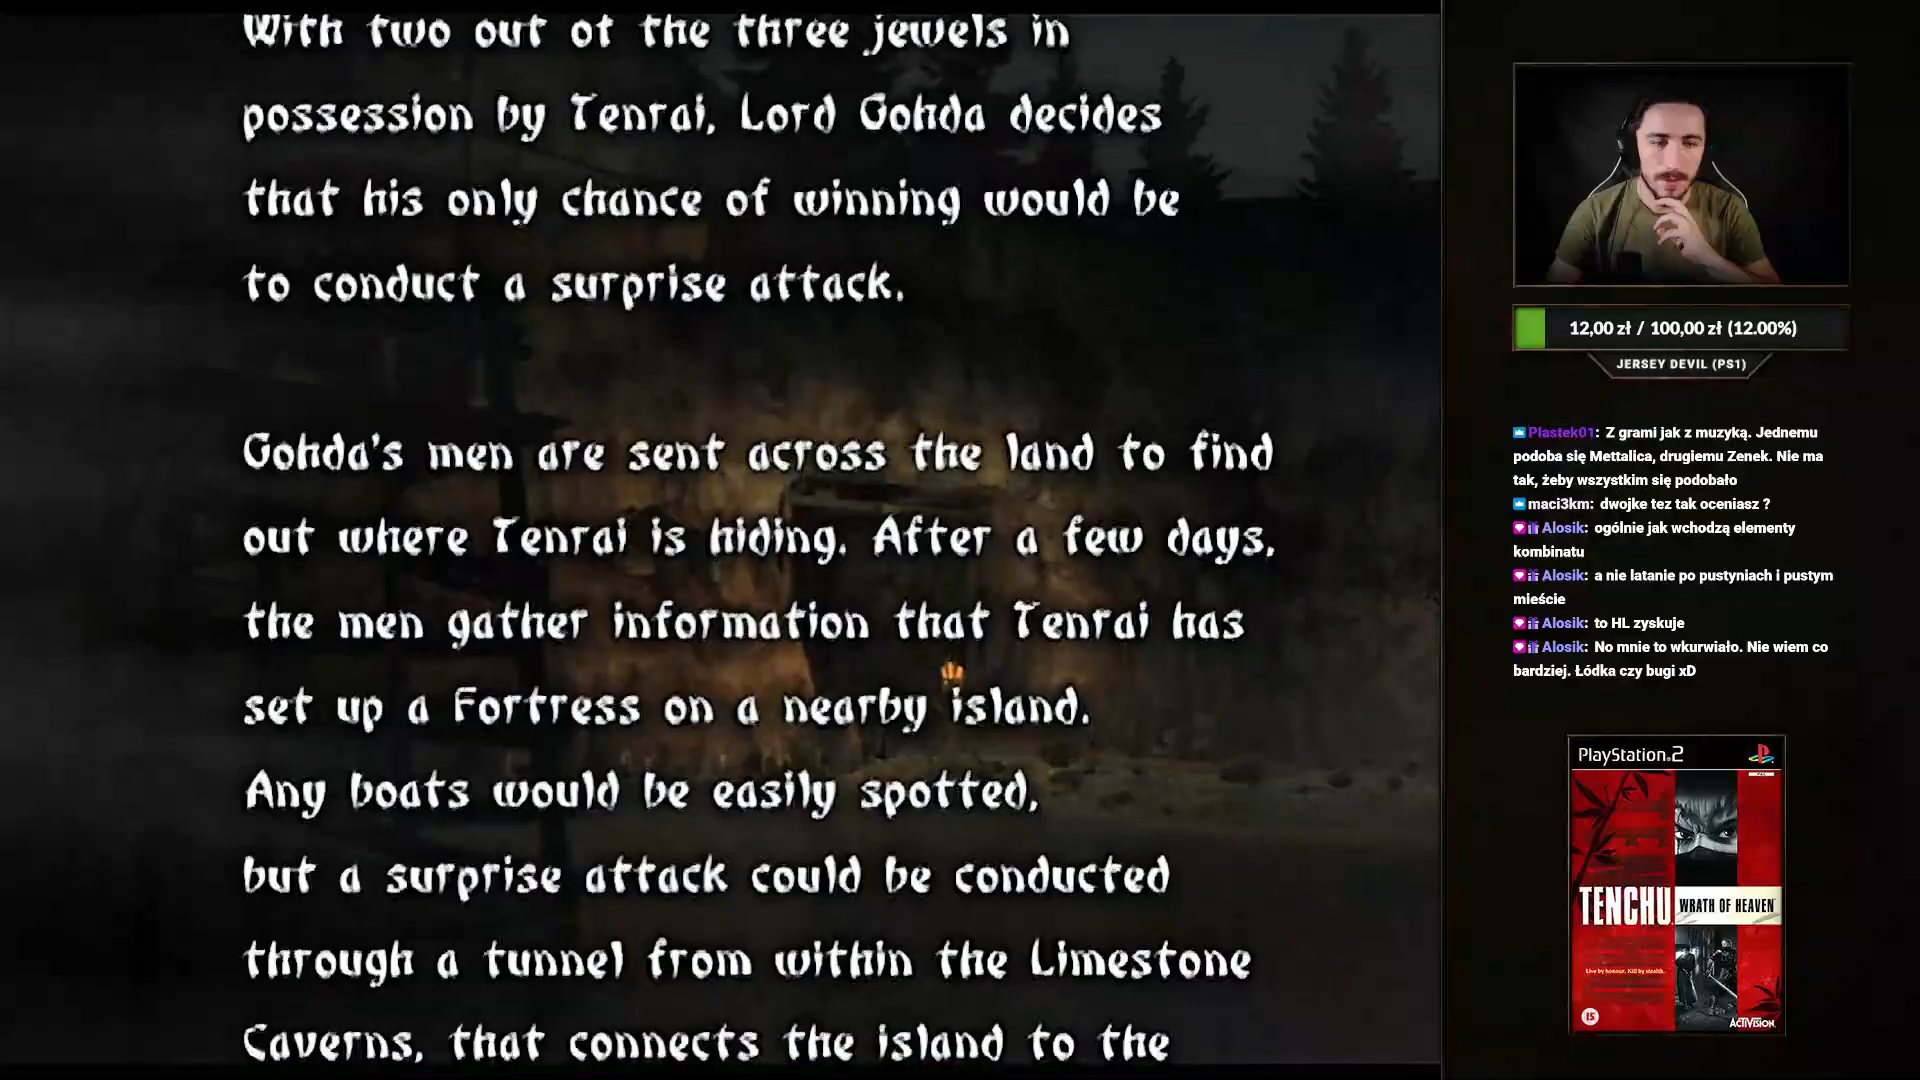 With two out of the three jewels in
possession by Tenrai, Lord Gohda decides
that his only chance of winning would be
to conduct a surprise attack.
Gohda's men are sent across the land to find
out where Tenrai is hiding. After a few days,
the men gather information that Tenrai has
set up a Fortress on a nearby island.
Any boats would be easily spotted,
but a surprise attack could be conducted
through a tunnel from within the Limestone
Caverns, that connects the island to the
12,00 zł / 100,00 zł (12.00%)
JERSEY DEVIL (PS1)
Plastek01: Z grami jak z muzyką. Jednemu
podoba się Mettalica, drugiemu Zenek. Nie ma
tak, żeby wszystkim się podobało
maci3km: dwojke tez tak oceniasz ?
Alosik: ogólnie jak wchodzą elementy
kombinatu
Alosik: a nie latanie po pustyniach i pustym
mieście
Alosik: to HL zyskuje
Alosik: No mnie to wkurwiało. Nie wiem co
bardziej. Łódka czy bugi xD
PlayStation.2
TENCHU
WRATH OF HEAVEN
Live by honour. Kill by stealth.
15
ACTIVISION.